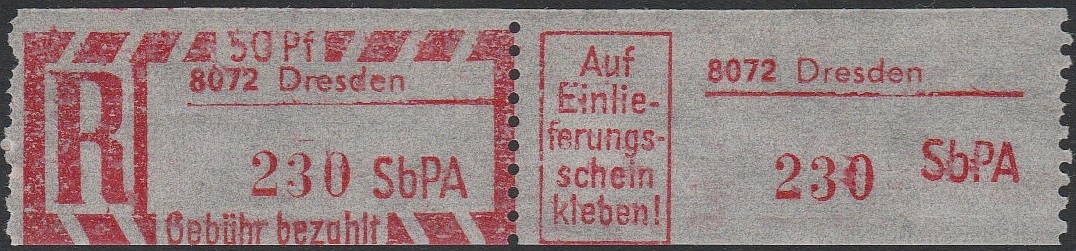 50 Pf
R
8072 Dresden
230 SbPA
Gebühr bezahlt
Auf
Einlie-
ferungs-
schein
kleben!
8072 Dresden
230 SbPA